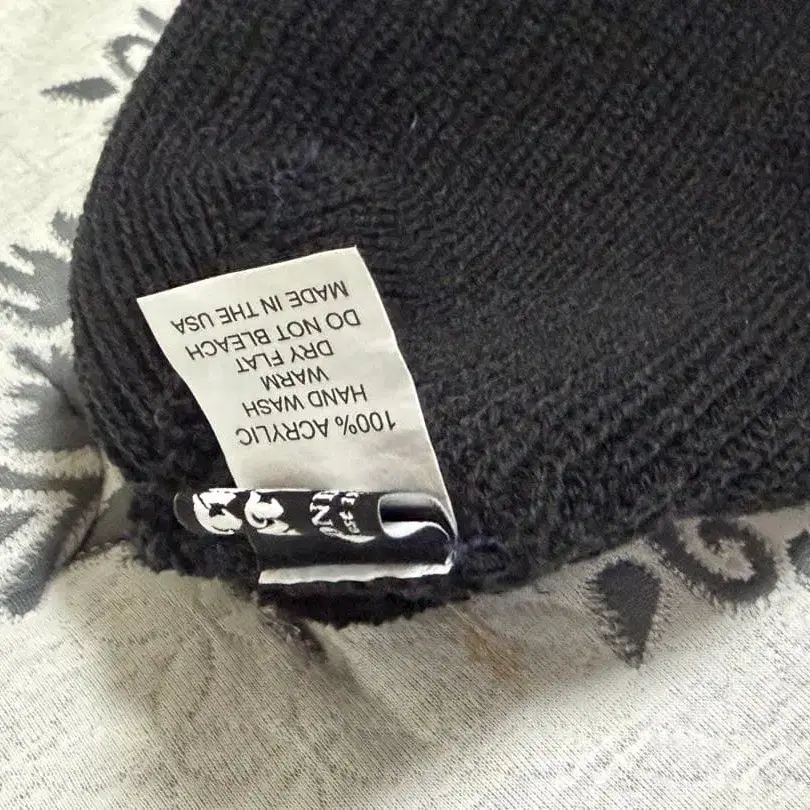 100% ACRYLIC
HAND WASH
WARM
DRY FLAT
DO NOT BLEACH
MADE IN THE USA